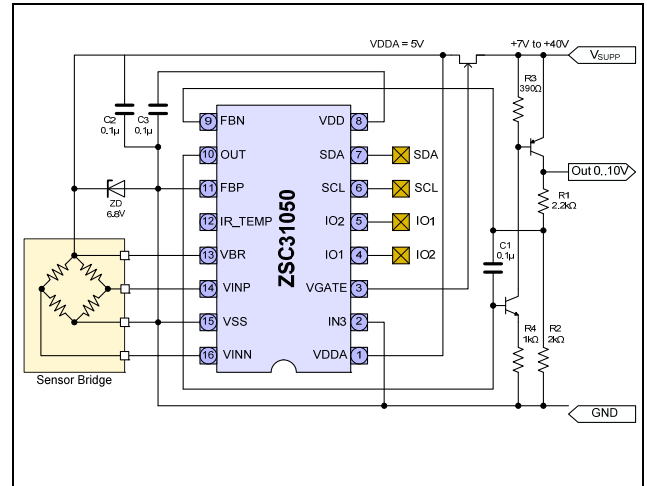 VDDA = 5V
+7V to +40V
VSUPP
R3
390Ω
C2
0.1µ
C3
0.1µ
9 FBN
VDD 8
10 OUT
SDA 7
SDA
Out 0..10V
11 FBP
SCL 6
SCL
ZD
6.8V
R1
2.2kΩ
12 IR_TEMP
IO2 5
IO1
ZSC31050
C1
0.1µ
13 VBR
IO1 4
IO2
14 VINP
VGATE 3
15 VSS
IN3 2
R4
1kΩ
R2
2kΩ
16 VINN
VDDA 1
Sensor Bridge
GND